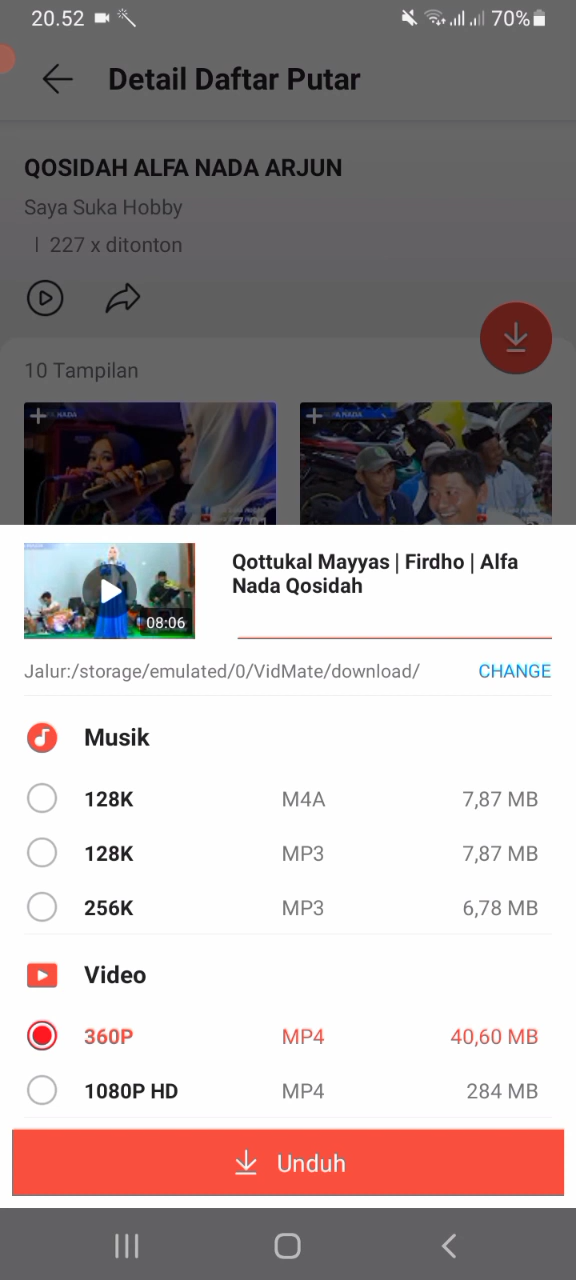 20.52
70%
Detail Daftar Putar
QOSIDAH ALFA NADA ARJUN
Saya Suka Hobby
| 227 x ditonton
10 Tampilan
NADA
NADA
08:06
Qottukal Mayyas | Firdho | Alfa
Nada Qosidah
Jalur:/storage/emulated/0/VidMate/download/
CHANGE
Musik
128K M4A 7,87 MB
128K MP3 7,87 MB
256K MP3 6,78 MB
Video
360P MP4 40,60 MB
1080P HD MP4 284 MB
Unduh